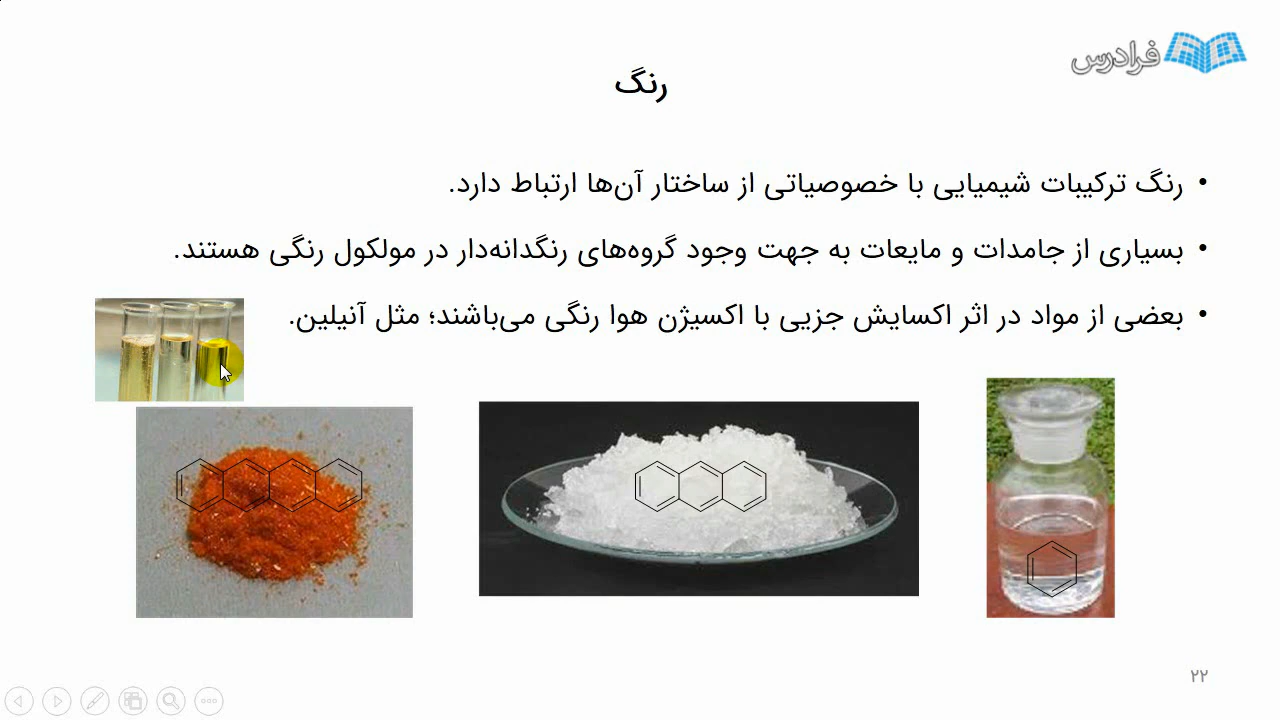 فرادرس
رنگ
• رنگ ترکیبات شیمیایی با خصوصیاتی از ساختار آن‌ها ارتباط دارد.
• بسیاری از جامدات و مایعات به جهت وجود گروه‌های رنگدانه‌دار در مولکول رنگی هستند.
• بعضی از مواد در اثر اکسایش جزیی با اکسیژن هوا رنگی می‌باشند؛ مثل آنیلین.
۲۲